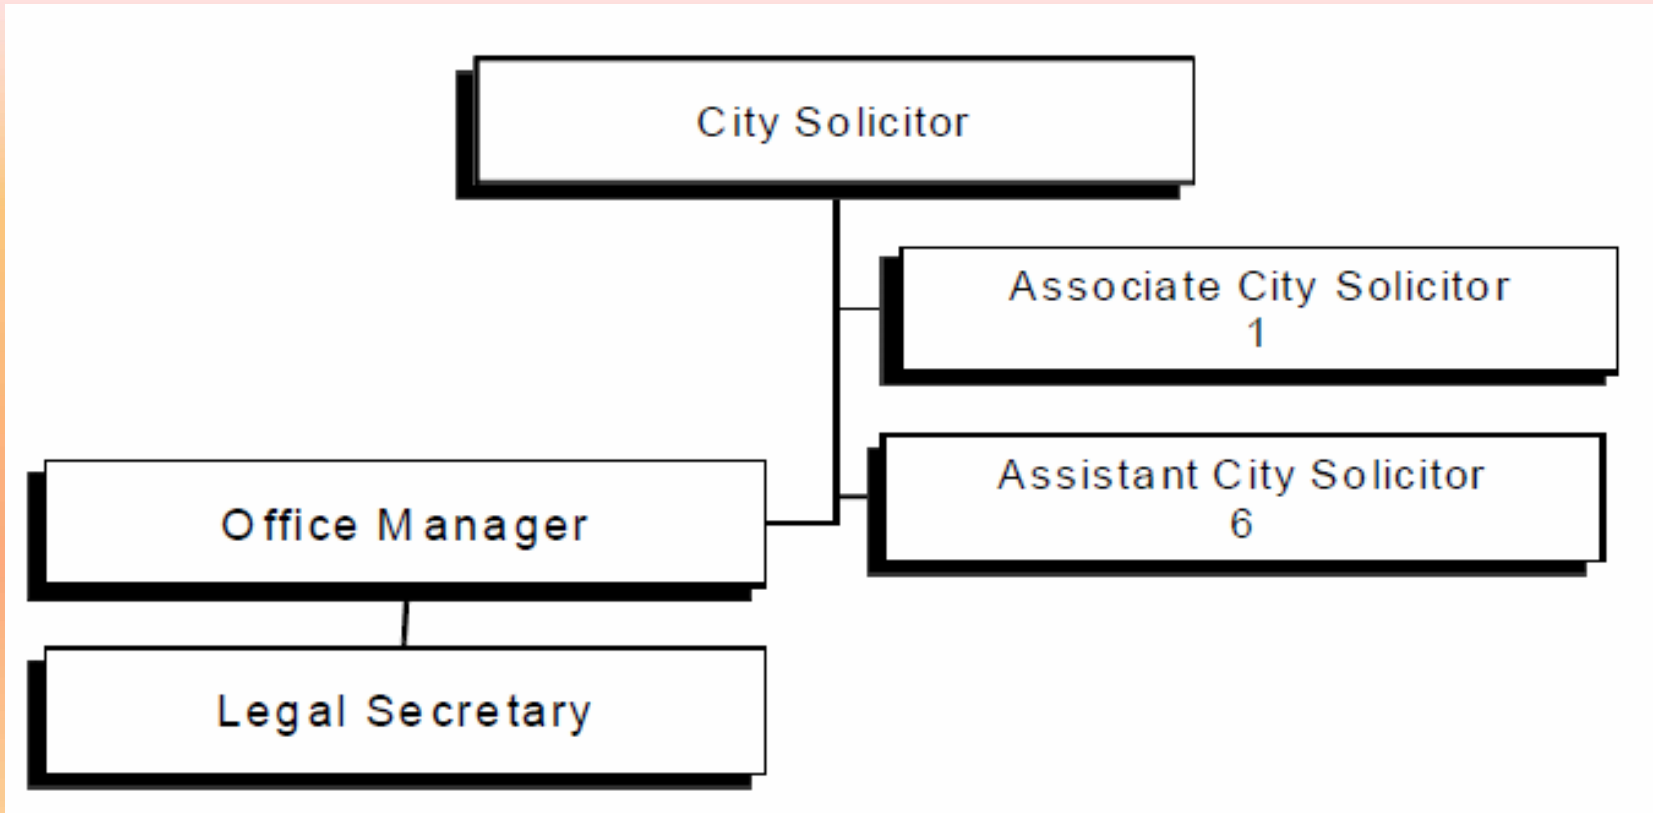 City Solicitor
Associate City Solicitor
1
Assistant City Solicitor
6
Office Manager
Legal Secretary